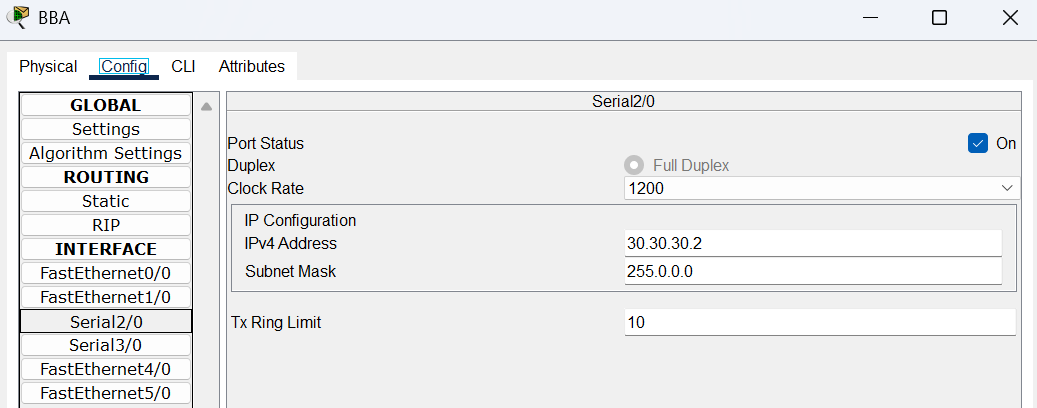 BBA
Physical Config CLI Attributes
GLOBAL
Settings
Algorithm Settings
ROUTING
Static
RIP
INTERFACE
FastEthernet0/0
FastEthernet1/0
Serial2/0
Serial3/0
FastEthernet4/0
FastEthernet5/0
Serial2/0
Port Status On
Duplex Full Duplex
Clock Rate 1200
IP Configuration
IPv4 Address 30.30.30.2
Subnet Mask 255.0.0.0
Tx Ring Limit 10